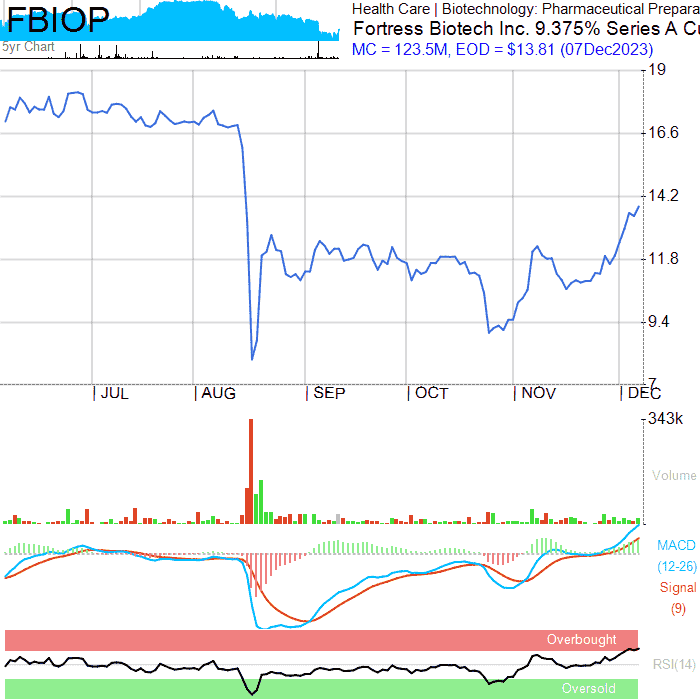 FBIOP
5yr Chart
Health Care | Biotechnology: Pharmaceutical Prepara
Fortress Biotech Inc. 9.375% Series A Cu
MC = 123.5M, EOD = $13.81 (07Dec2023)
19
16.6
14.2
11.8
9.4
7
JUL
AUG
SEP
OCT
NOV
DEC
343k
Volume
MACD
(12-26)
Signal
(9)
Overbought
RSI(14)
Oversold